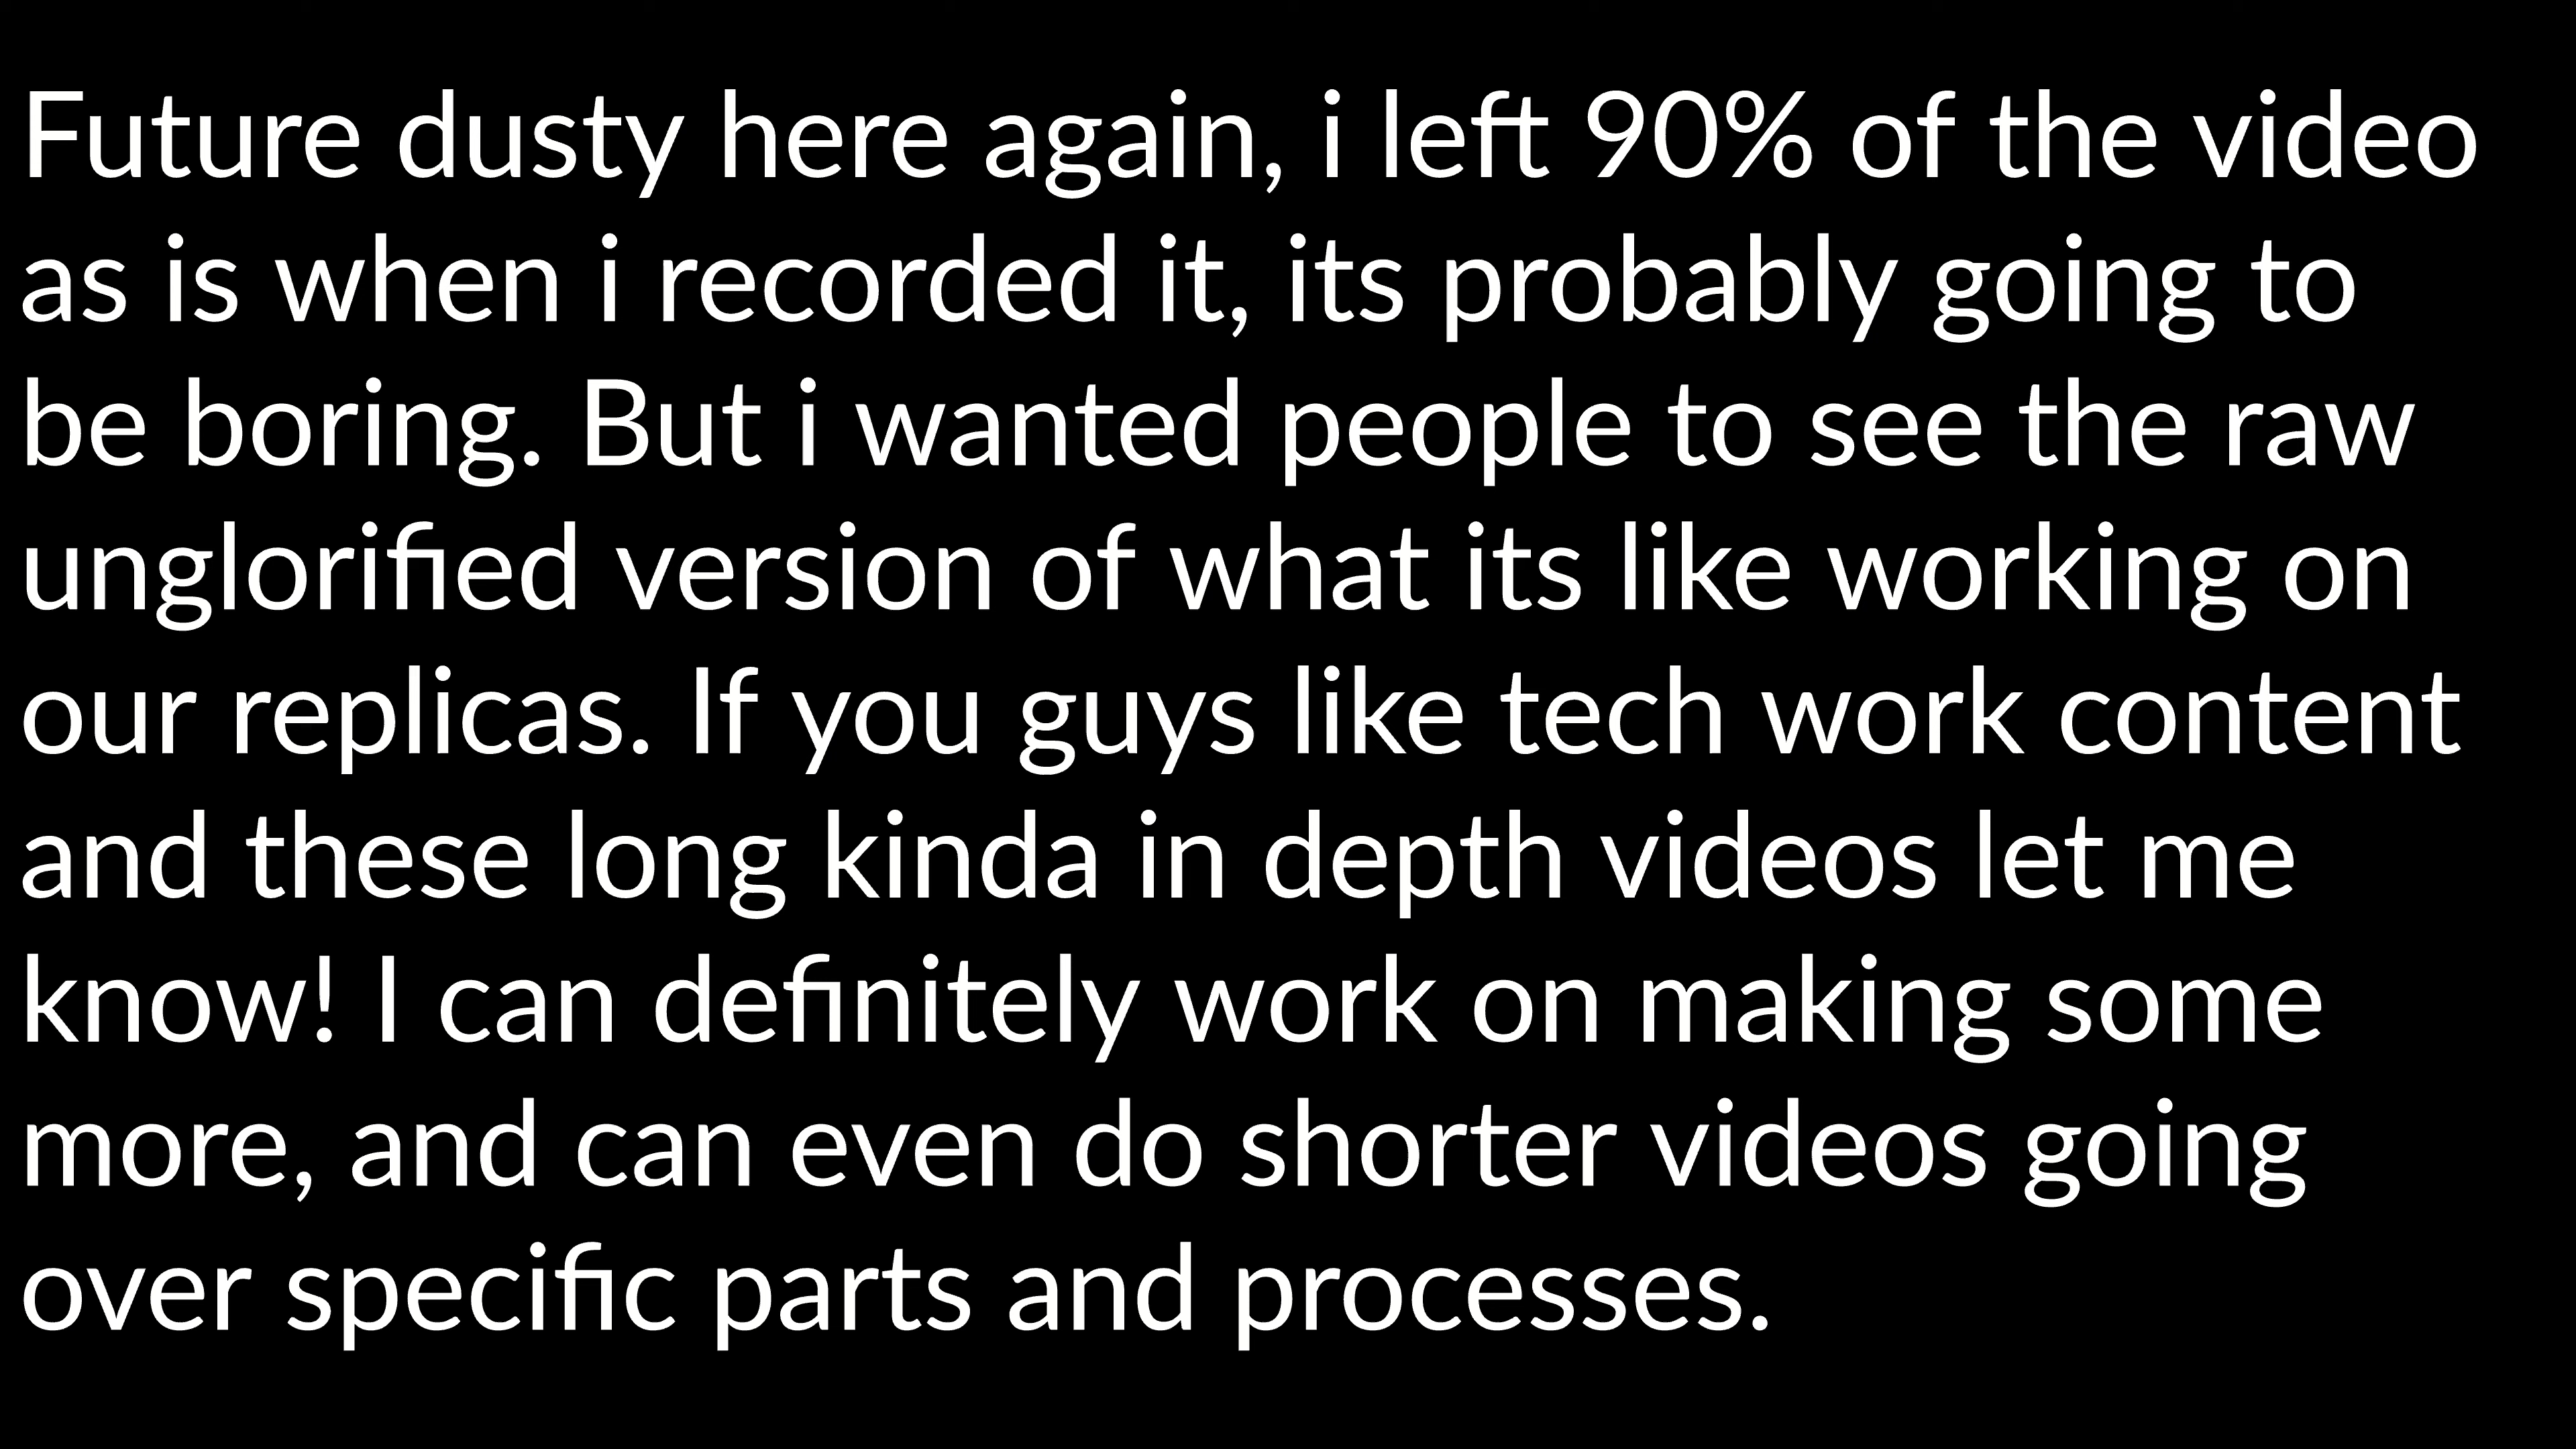 Future dusty here again, i left 90% of the video
as is when i recorded it, its probably going to
be boring. But i wanted people to see the raw
unglorified version of what its like working on
our replicas. If you guys like tech work content
and these long kinda in depth videos let me
know! I can definitely work on making some
more, and can even do shorter videos going
over specific parts and processes.